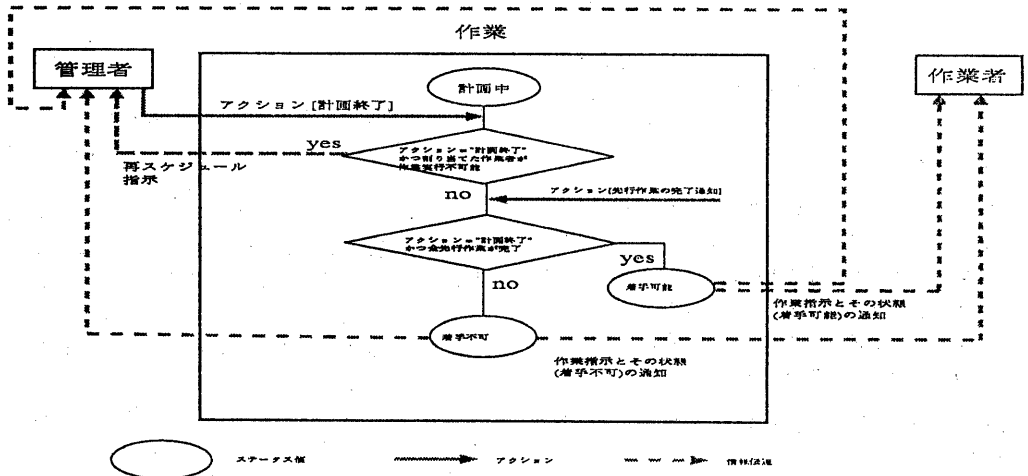 作業
管理者
作業者
計画中
アクション [計画終了]
yes
アクション="計画終了"
かつ割り当てた作業者が
作業実行不可能
再スケジュール
指示
no
アクション[先行作業の完了通知]
アクション="計画終了"
かつ全先行作業が完了
yes
no
着手可能
作業指示とその状態
(着手可能)の通知
着手不可
作業指示とその状態
(着手不可)の通知
ステータス値
アクション
情報伝達